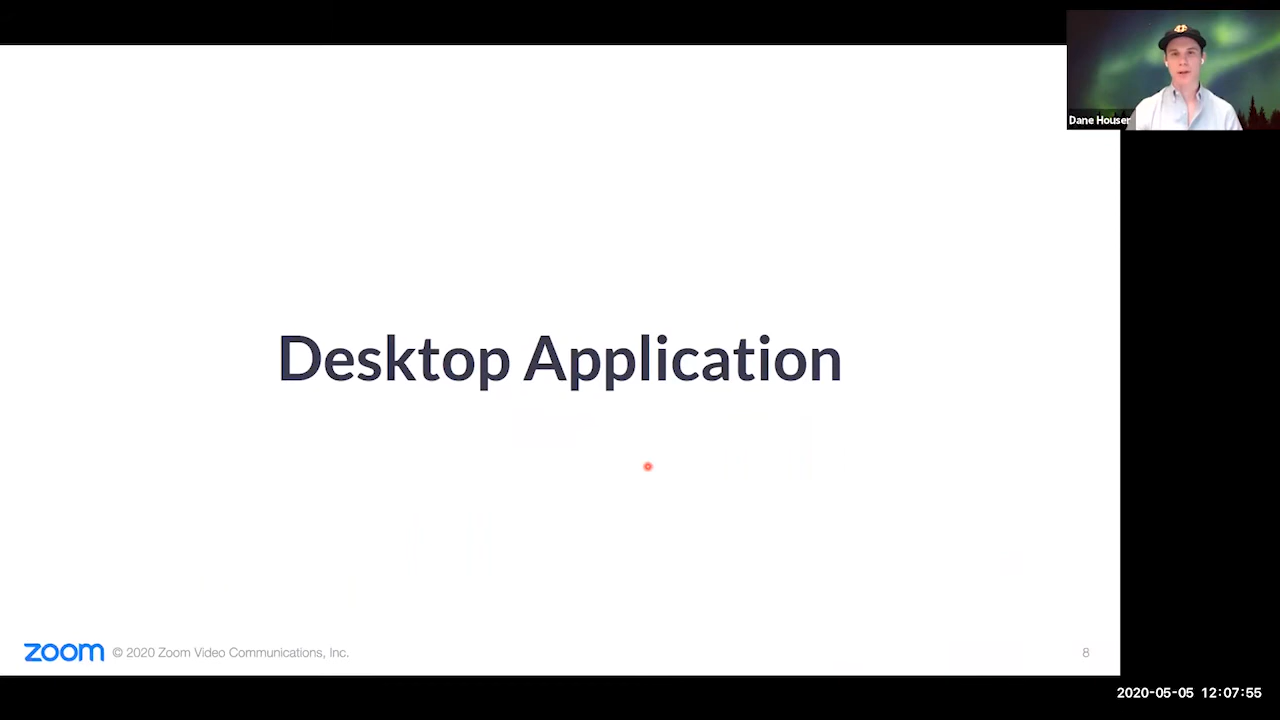 Dane Houser
Desktop Application
zoom © 2020 Zoom Video Communications, Inc. 8
2020-05-05 12:07:55